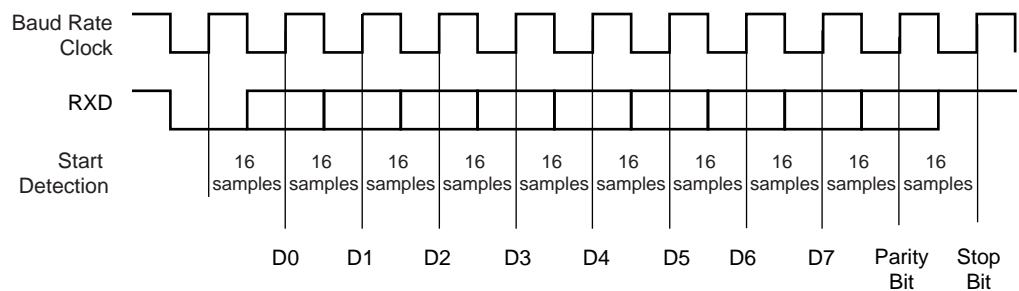 Baud Rate
Clock
RXD
Start
Detection
16 16 16 16 16 16 16 16 16 16
samples samples samples samples samples samples samples samples samples samples
D0 D1 D2 D3 D4 D5 D6 D7 Parity Stop
Bit Bit